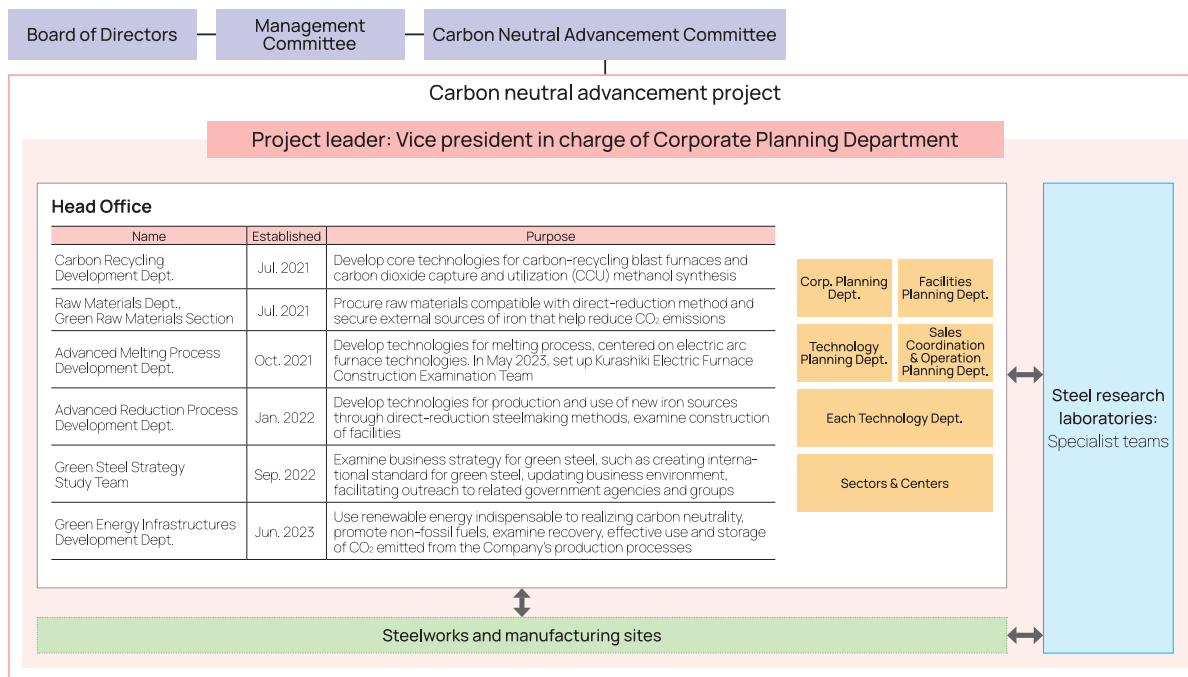 Board of Directors
Management
Committee
Carbon Neutral Advancement Committee
Carbon neutral advancement project
Project leader: Vice president in charge of Corporate Planning Department
Head Office
Name
Established
Purpose
Carbon Recycling
Development Dept.
Jul. 2021
Develop core technologies for carbon-recycling blast furnaces and
carbon dioxide capture and utilization (CCU) methanol synthesis
Raw Materials Dept.,
Green Raw Materials Section
Jul. 2021
Procure raw materials compatible with direct-reduction method and
secure external sources of iron that help reduce CO₂ emissions
Advanced Melting Process
Development Dept.
Oct. 2021
Develop technologies for melting process, centered on electric arc
furnace technologies. In May 2023, set up Kurashiki Electric Furnace
Construction Examination Team
Advanced Reduction Process
Development Dept.
Jan. 2022
Develop technologies for production and use of new iron sources
through direct-reduction steelmaking methods, examine construction
of facilities
Green Steel Strategy
Study Team
Sep. 2022
Examine business strategy for green steel, such as creating interna-
tional standard for green steel, updating business environment,
facilitating outreach to related government agencies and groups
Green Energy Infrastructures
Development Dept.
Jun. 2023
Use renewable energy indispensable to realizing carbon neutrality,
promote non-fossil fuels, examine recovery, effective use and storage
of CO₂ emitted from the Company's production processes
Corp. Planning
Dept.
Facilities
Planning Dept.
Technology
Planning Dept.
Sales
Coordination
& Operation
Planning Dept.
Each Technology Dept.
Sectors & Centers
Steel research
laboratories:
Specialist teams
Steelworks and manufacturing sites